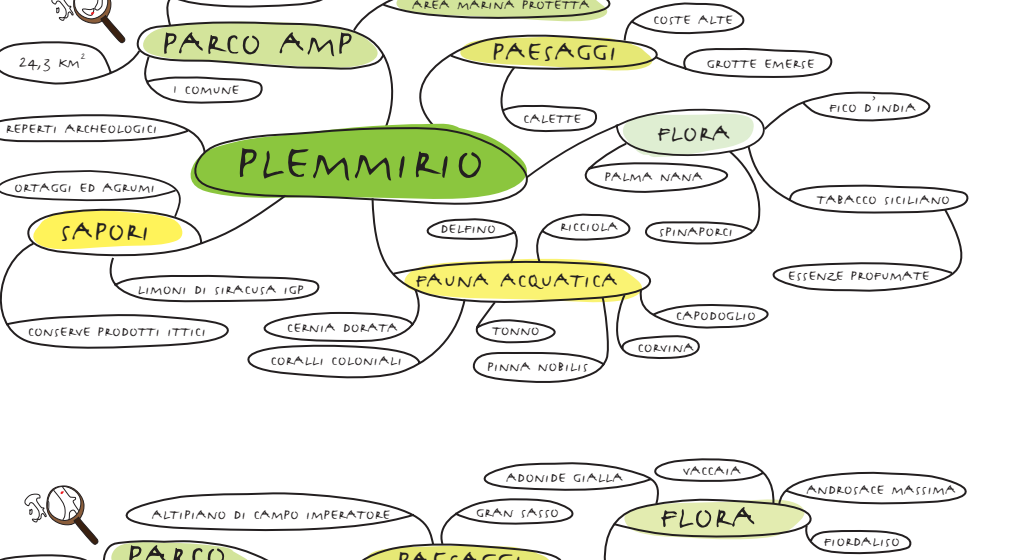 AREA MARINA PROTETTA
COSTE ALTE
PARCO AMP
PAESAGGI
24,3 KM²
GROTTE EMERSE
I COMUNE
FICO D'INDIA
CALETTE
REPERTI ARCHEOLOGICI
FLORA
PLEMMIRIO
PALMA NANA
ORTAGGI ED AGRUMI
TABACCO SICILIANO
SAPORI
DELFINO
RICCIOLA
SPINAPORCI
FAUNA ACQUATICA
ESSENZE PROFUMATE
LIMONI DI SIRACUSA IGP
CAPODOGLIO
CONSERVE PRODOTTI ITTICI
CERNIA DORATA
TONNO
CORVINA
CORALLI COLONIALI
PINNA NOBILIS
VACCAIA
ADONIDE GIALLA
ANDROSACE MASSIMA
ALTIPIANO DI CAMPO IMPERATORE
GRAN SASSO
FLORA
FIORDALISO
PARCO
PAESAGGI